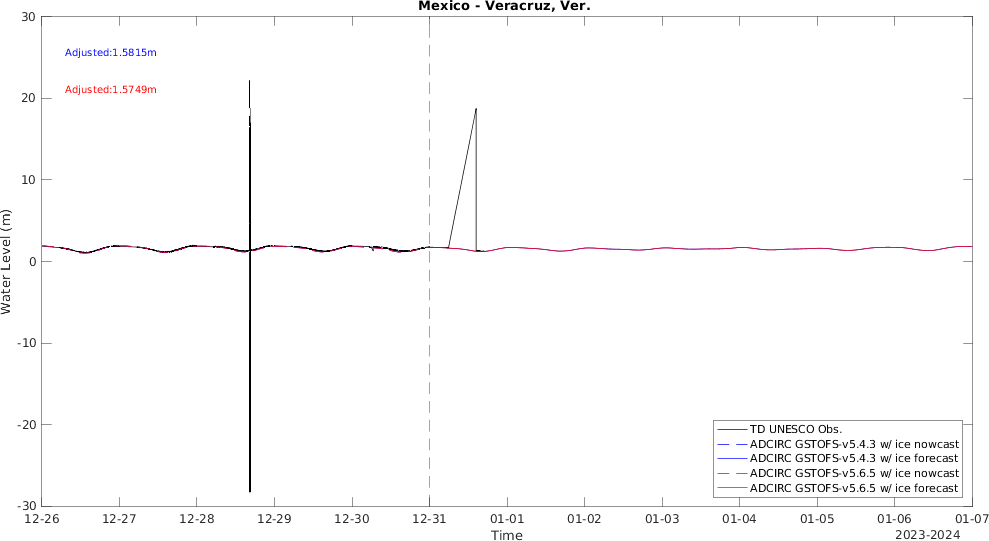 Mexico - Veracruz, Ver.
30
20
10
0
-10
-20
-30
Water Level (m)
Adjusted:1.5815m
Adjusted:1.5749m
TD UNESCO Obs.
ADCIRC GSTOFS-v5.4.3 w/ ice nowcast
ADCIRC GSTOFS-v5.4.3 w/ ice forecast
ADCIRC GSTOFS-v5.6.5 w/ ice nowcast
ADCIRC GSTOFS-v5.6.5 w/ ice forecast
12-26 12-27 12-28 12-29 12-30 12-31 01-01 01-02 01-03 01-04 01-05 01-06 01-07
Time
2023-2024